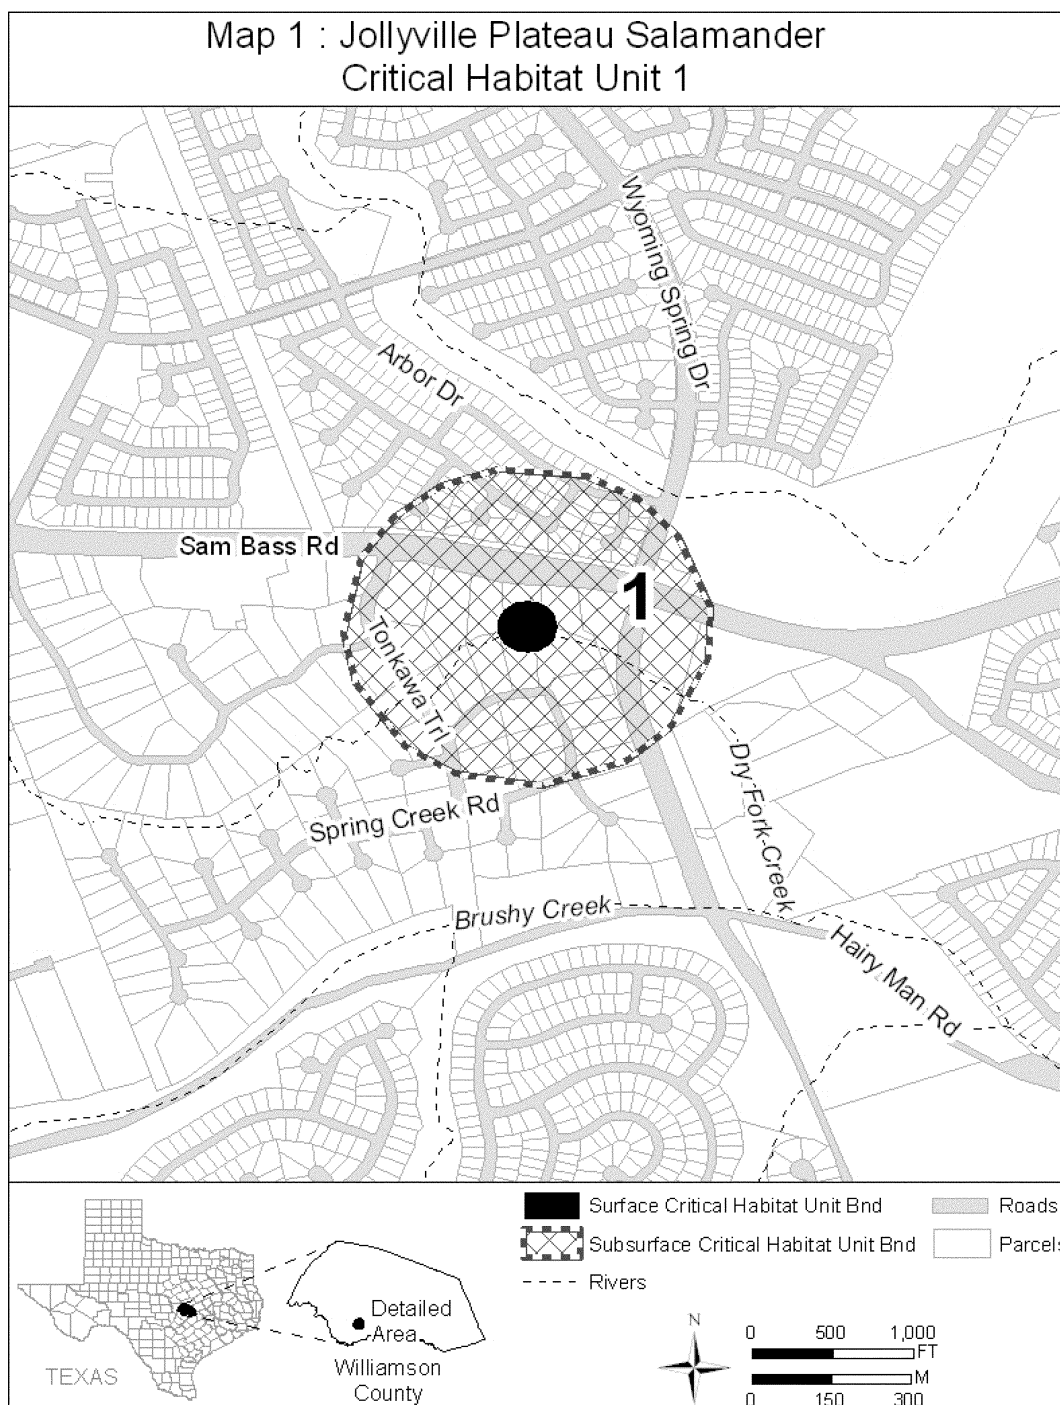 Map 1 : Jollyville Plateau Salamander
Critical Habitat Unit 1
Wyoming Spring Dr
Arbor Dr
Sam Bass Rd
1
Tonkawa Trl
Dry Fork Creek
Spring Creek Rd
Brushy Creek
Hairy Man Rd
Surface Critical Habitat Unit Bnd
Roads
Subsurface Critical Habitat Unit Bnd
Parcels
Rivers
Detailed
Area
TEXAS
Williamson
County
N
0 500 1,000
FT
M
0 150 300